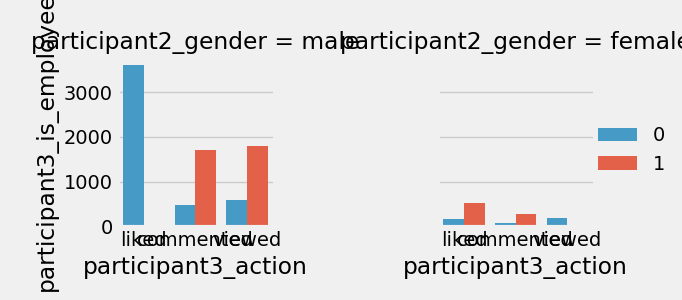 participant2_gender = male
participant2_gender = female
participant3_is_employee
3000
2000
1000
0
liked commented viewed
liked commented viewed
participant3_action
participant3_action
0
1